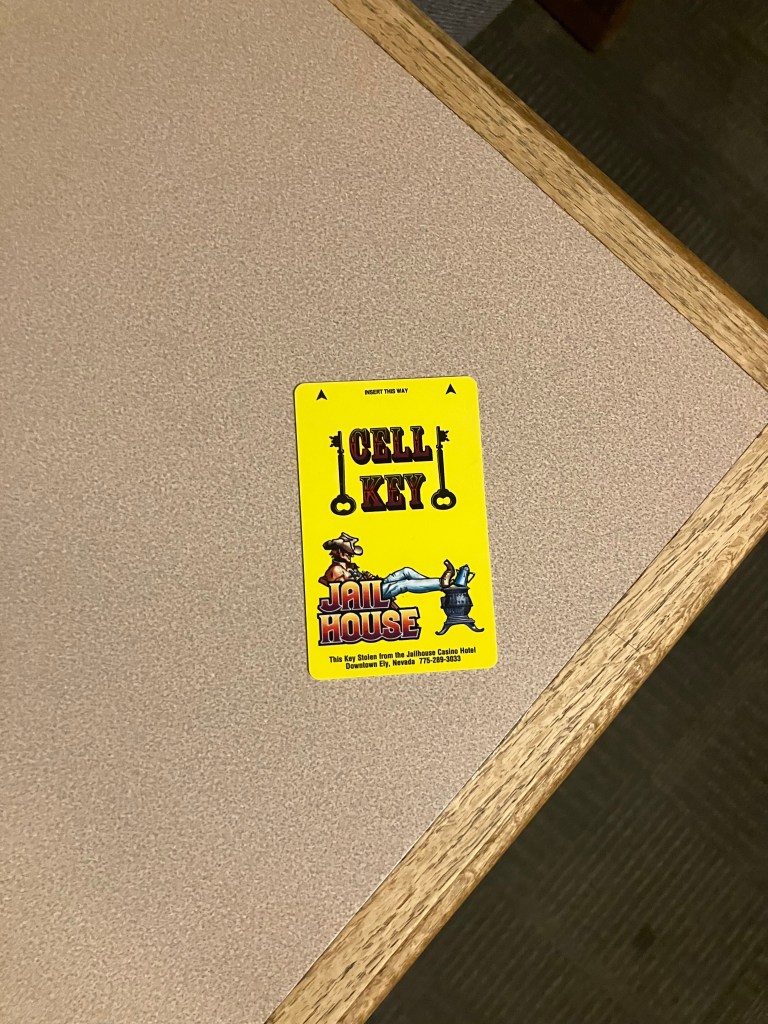 INSERT THIS WAY
CELL
KEY
JAIL
HOUSE
This Key Stolen from the Jailhouse Casino Hotel
Downtown Ely, Nevada 775-289-3033